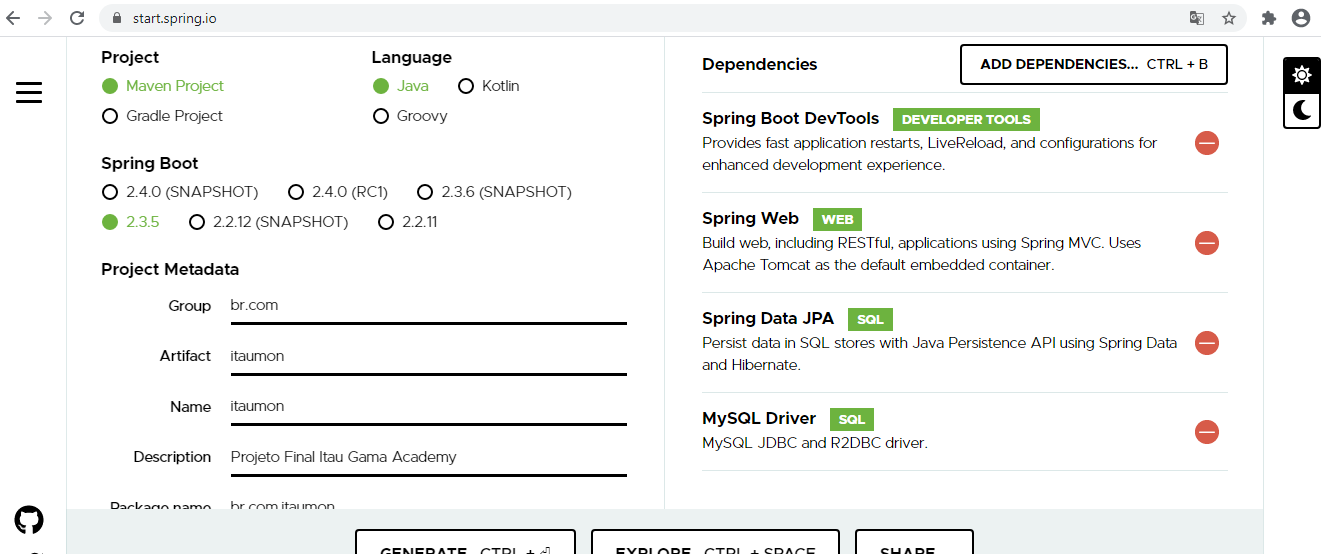 start.spring.io
Project
Maven Project
Gradle Project
Language
Java Kotlin
Groovy
Spring Boot
2.4.0 (SNAPSHOT) 2.4.0 (RC1) 2.3.6 (SNAPSHOT)
2.3.5 2.2.12 (SNAPSHOT) 2.2.11
Project Metadata
Group br.com
Artifact itaumon
Name itaumon
Description Projeto Final Itau Gama Academy
Package name br.com.itaumon
Dependencies
ADD DEPENDENCIES... CTRL + B
Spring Boot DevTools DEVELOPER TOOLS
Provides fast application restarts, LiveReload, and configurations for
enhanced development experience.
Spring Web WEB
Build web, including RESTful, applications using Spring MVC. Uses
Apache Tomcat as the default embedded container.
Spring Data JPA SQL
Persist data in SQL stores with Java Persistence API using Spring Data
and Hibernate.
MySQL Driver SQL
MySQL JDBC and R2DBC driver.
GENERATE CTRL + ⏎
EXPLORE CTRL + SPACE
SHARE...